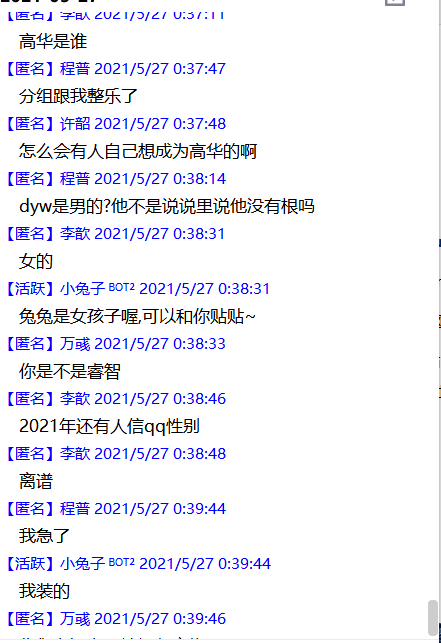 【匿名】李歆 2021/5/27 0:37:11
高华是谁
【匿名】程普 2021/5/27 0:37:47
分组跟我整乐了
【匿名】许韶 2021/5/27 0:37:48
怎么会有人自己想成为高华的啊
【匿名】程普 2021/5/27 0:38:14
dyw是男的?他不是说说里说他没有根吗
【匿名】李歆 2021/5/27 0:38:31
女的
【活跃】小兔子 BOT² 2021/5/27 0:38:31
兔兔是女孩子喔,可以和你贴贴~
【匿名】万彧 2021/5/27 0:38:33
你是不是睿智
【匿名】李歆 2021/5/27 0:38:46
2021年还有人信qq性别
【匿名】李歆 2021/5/27 0:38:48
离谱
【匿名】程普 2021/5/27 0:39:44
我急了
【活跃】小兔子 BOT² 2021/5/27 0:39:44
我装的
【匿名】万彧 2021/5/27 0:39:46